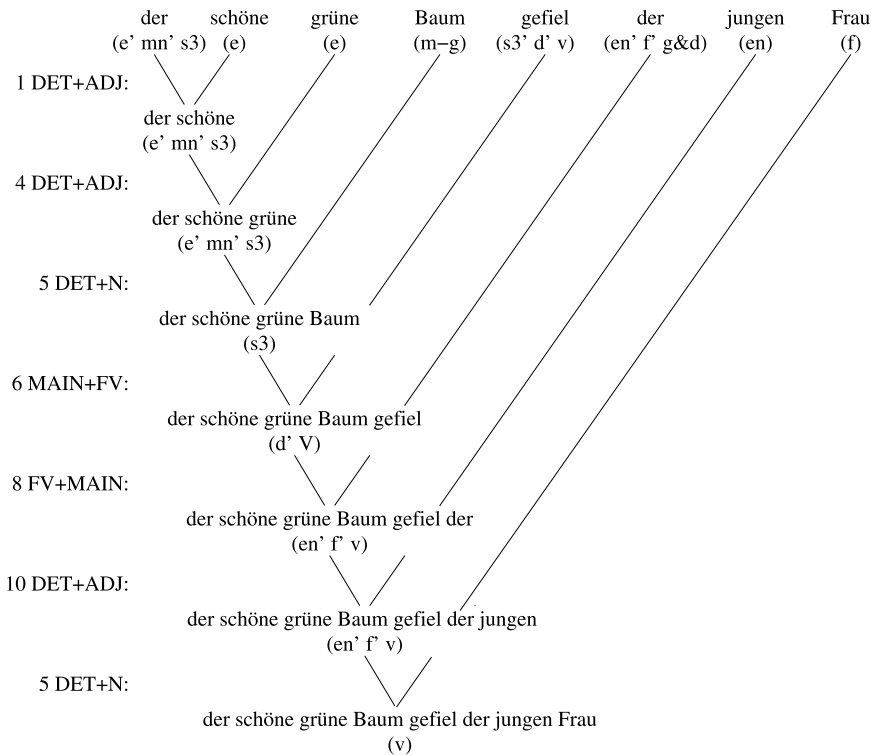 der schöne grüne Baum gefiel der jungen Frau
(e’ mn’ s3) (e) (e) (m−g) (s3’ d’ v) (en’ f’ g&d) (en) (f)
1 DET+ADJ:
der schöne
(e’ mn’ s3)
4 DET+ADJ:
der schöne grüne
(e’ mn’ s3)
5 DET+N:
der schöne grüne Baum
(s3)
6 MAIN+FV:
der schöne grüne Baum gefiel
(d’ V)
8 FV+MAIN:
der schöne grüne Baum gefiel der
(en’ f’ v)
10 DET+ADJ:
der schöne grüne Baum gefiel der jungen
(en’ f’ v)
5 DET+N:
der schöne grüne Baum gefiel der jungen Frau
(v)